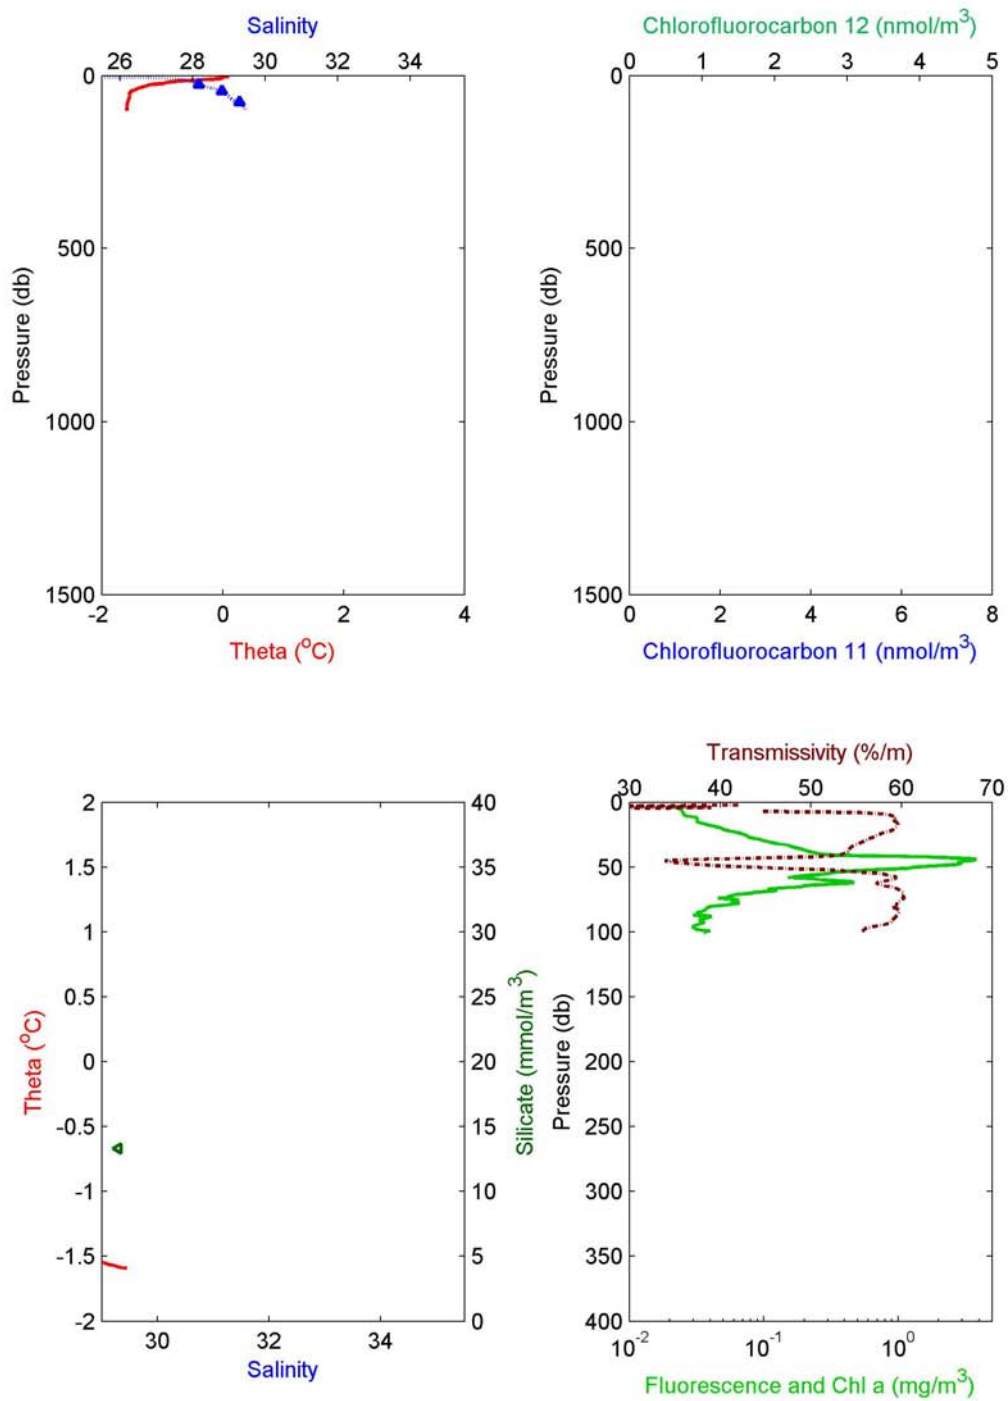 Salinity
26 28 30 32 34
0
500
1000
1500
Pressure (db)
-2 0 2 4
Theta (°C)
Chlorofluorocarbon 12 (nmol/m³)
0 1 2 3 4 5
0
500
1000
1500
Pressure (db)
0 2 4 6 8
Chlorofluorocarbon 11 (nmol/m³)
2
1.5
1
0.5
0
-0.5
-1
-1.5
-2
Theta (°C)
40
35
30
25
20
15
10
5
0
Silicate (mmol/m³)
30 32 34
Salinity
Transmissivity (%/m)
30 40 50 60 70
0
50
100
150
200
250
300
350
400
Pressure (db)
10⁻² 10⁻¹ 10⁰
Fluorescence and Chl a (mg/m³)